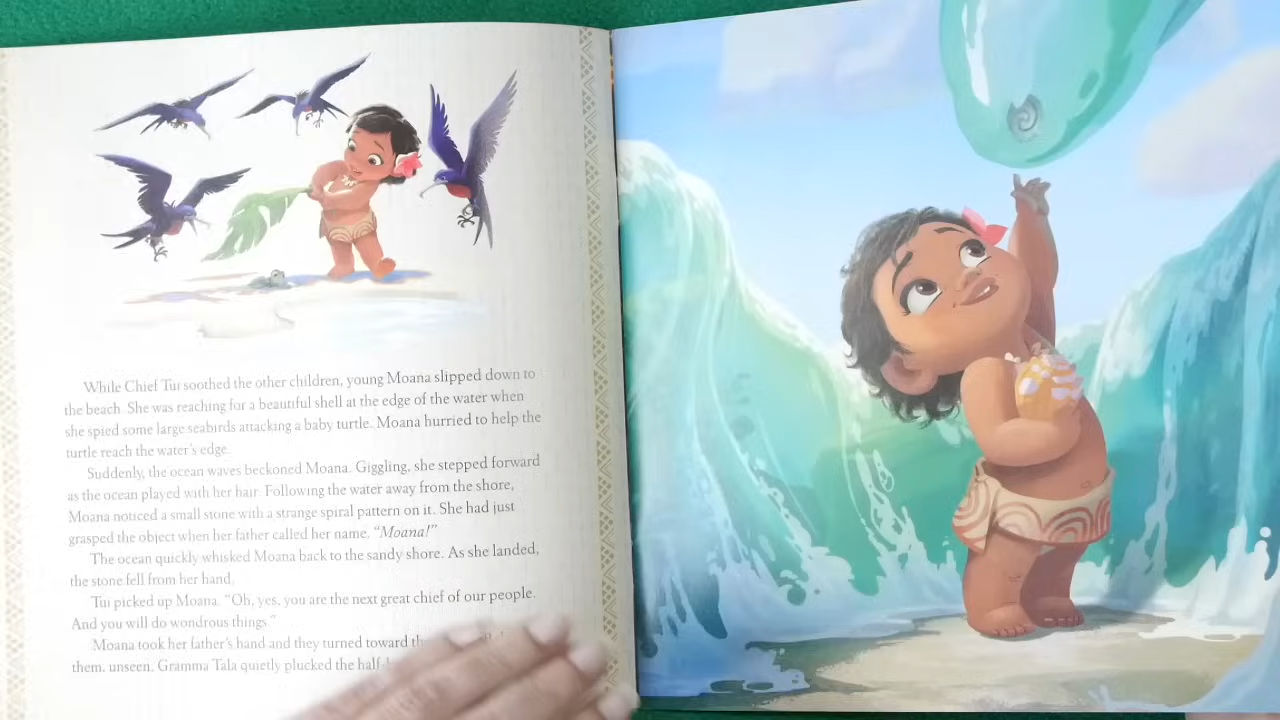 While Chief Tui soothed the other children, young Moana slipped down to
the beach. She was reaching for a beautiful shell at the edge of the water when
she spied some large seabirds attacking a baby turtle. Moana hurried to help the
turtle reach the water's edge.
Suddenly, the ocean waves beckoned Moana. Giggling, she stepped forward
as the ocean played with her hair. Following the water away from the shore,
Moana noticed a small stone with a strange spiral pattern on it. She had just
grasped the object when her father called her name. “Moana!”
The ocean quickly whisked Moana back to the sandy shore. As she landed,
the stone fell from her hand.
Tui picked up Moana. “Oh, yes, you are the next great chief of our people.
And you will do wondrous things.”
Moana took her father's hand and they turned toward
them, unseen, Gramma Tala quietly plucked the